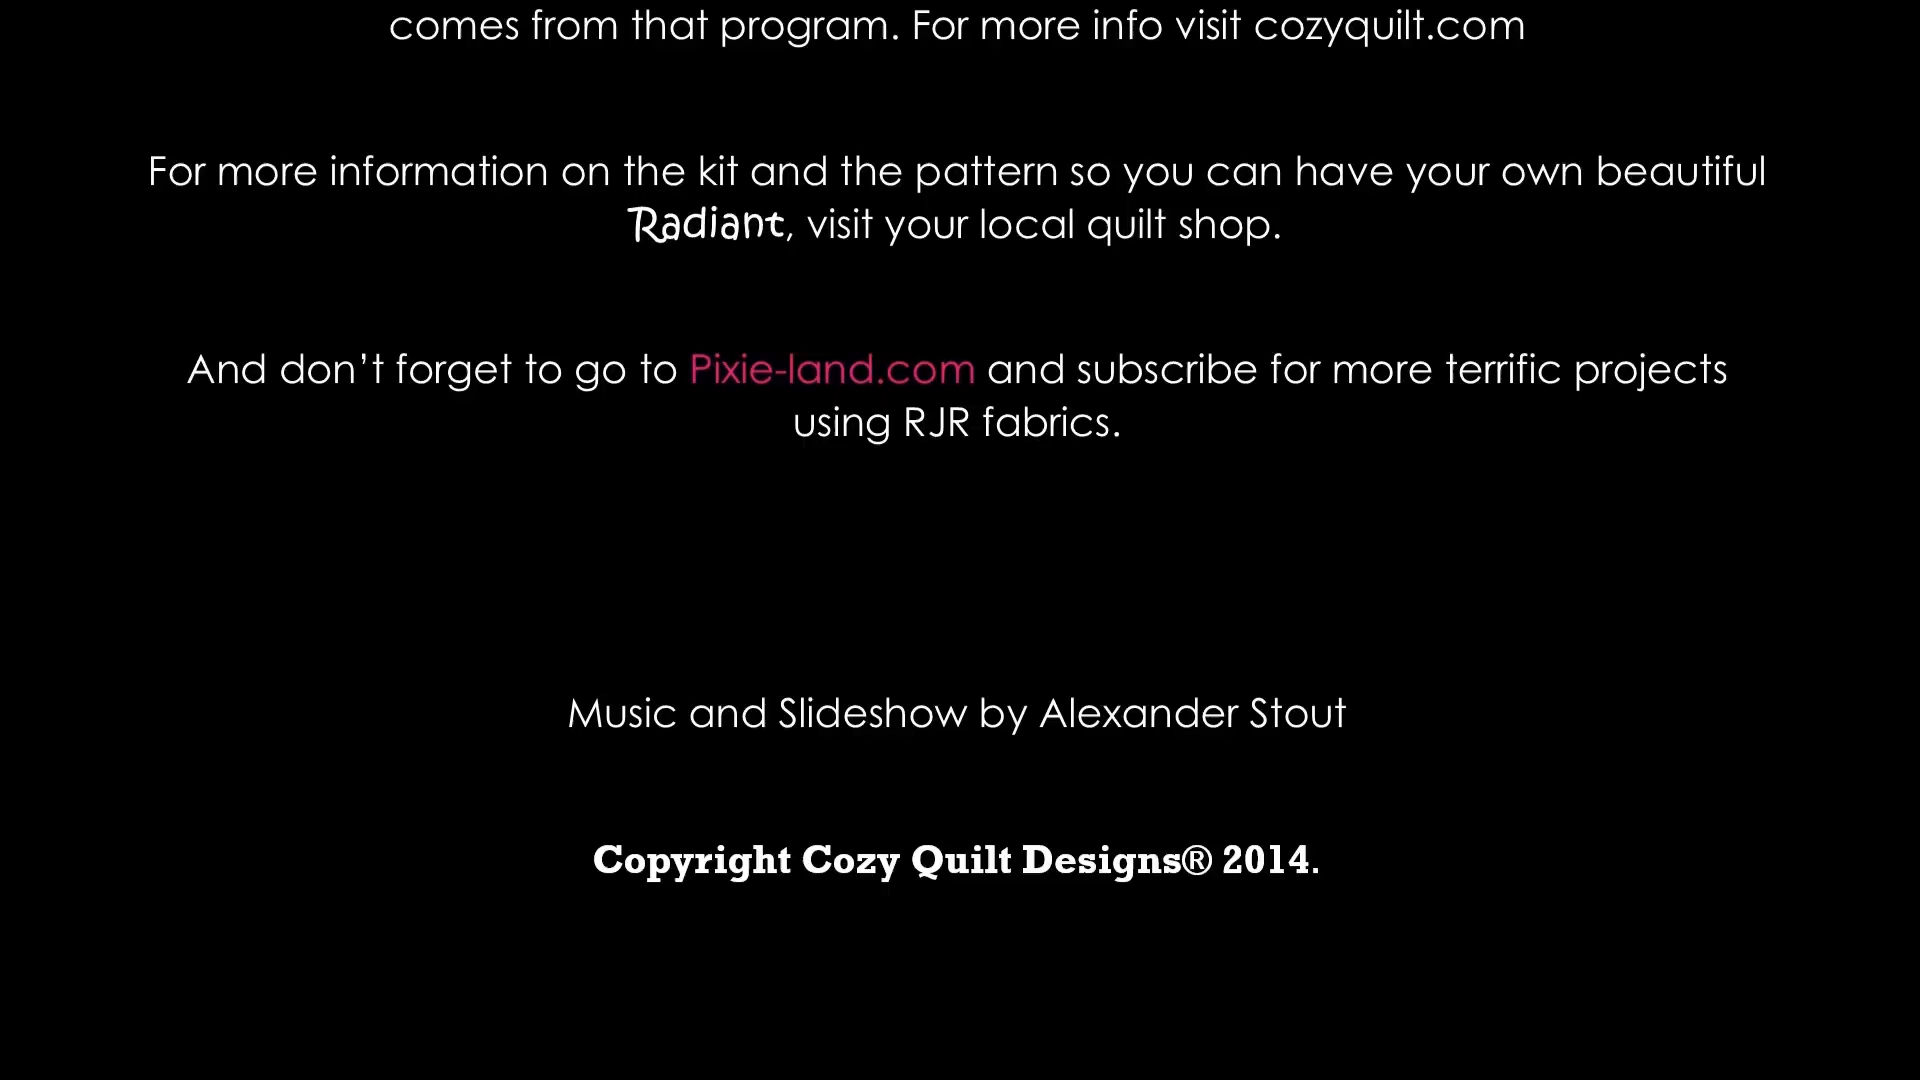 comes from that program. For more info visit cozyquilt.com
For more information on the kit and the pattern so you can have your own beautiful
Radiant, visit your local quilt shop.
And don’t forget to go to Pixie-land.com and subscribe for more terrific projects
using RJR fabrics.
Music and Slideshow by Alexander Stout
Copyright Cozy Quilt Designs® 2014.